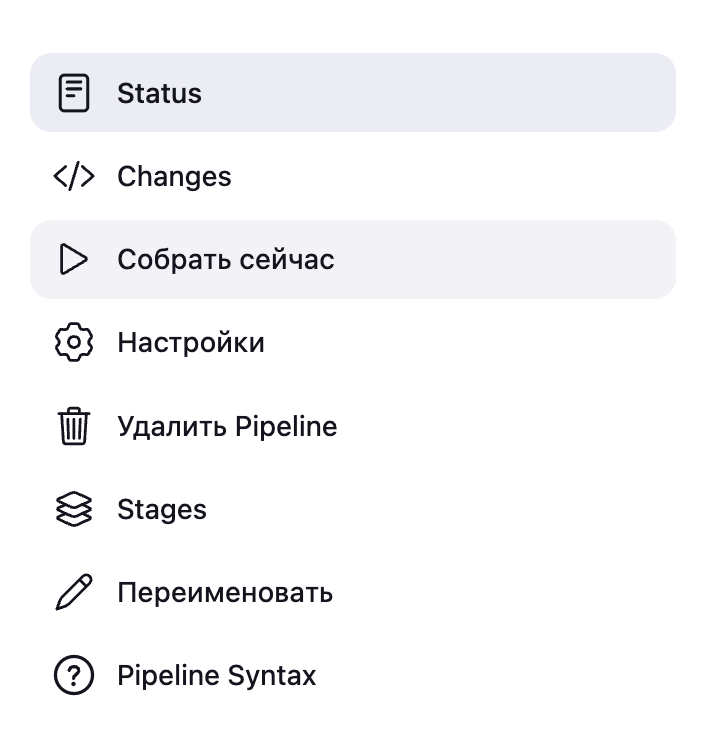 Status
Changes
Собрать сейчас
Настройки
Удалить Pipeline
Stages
Переименовать
Pipeline Syntax